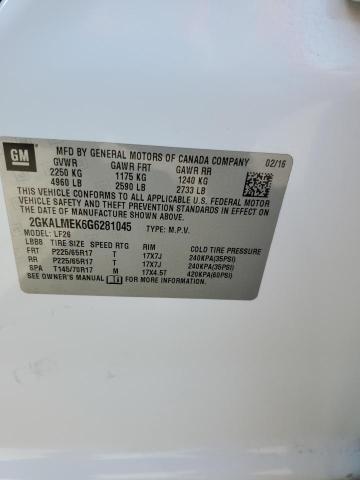 GM
MFD BY GENERAL MOTORS OF CANADA COMPANY 02/16
GVWR GAWR FRT GAWR RR
2250 KG 1175 KG 1240 KG
4960 LB 2590 LB 2733 LB
THIS VEHICLE CONFORMS TO ALL APPLICABLE U.S. FEDERAL MOTOR
VEHICLE SAFETY, BUMPER, AND THEFT PREVENTION
STANDARDS IN EFFECT ON THE DATE OF MANUFACTURE SHOWN ABOVE.
2GKALMEK6G6281045 TYPE: M.P.V.
MODEL: LF26
LBB8 TIRE SIZE SPEED RTG RIM COLD TIRE PRESSURE
FRT P225/65R17 T 17X7J 240KPA(35PSI)
RR P225/65R17 T 17X7J 240KPA(35PSI)
SPA T145/70R17 M 17X4.5T 420KPA(60PSI)
SEE OWNER'S MANUAL FOR MORE INFORMATION